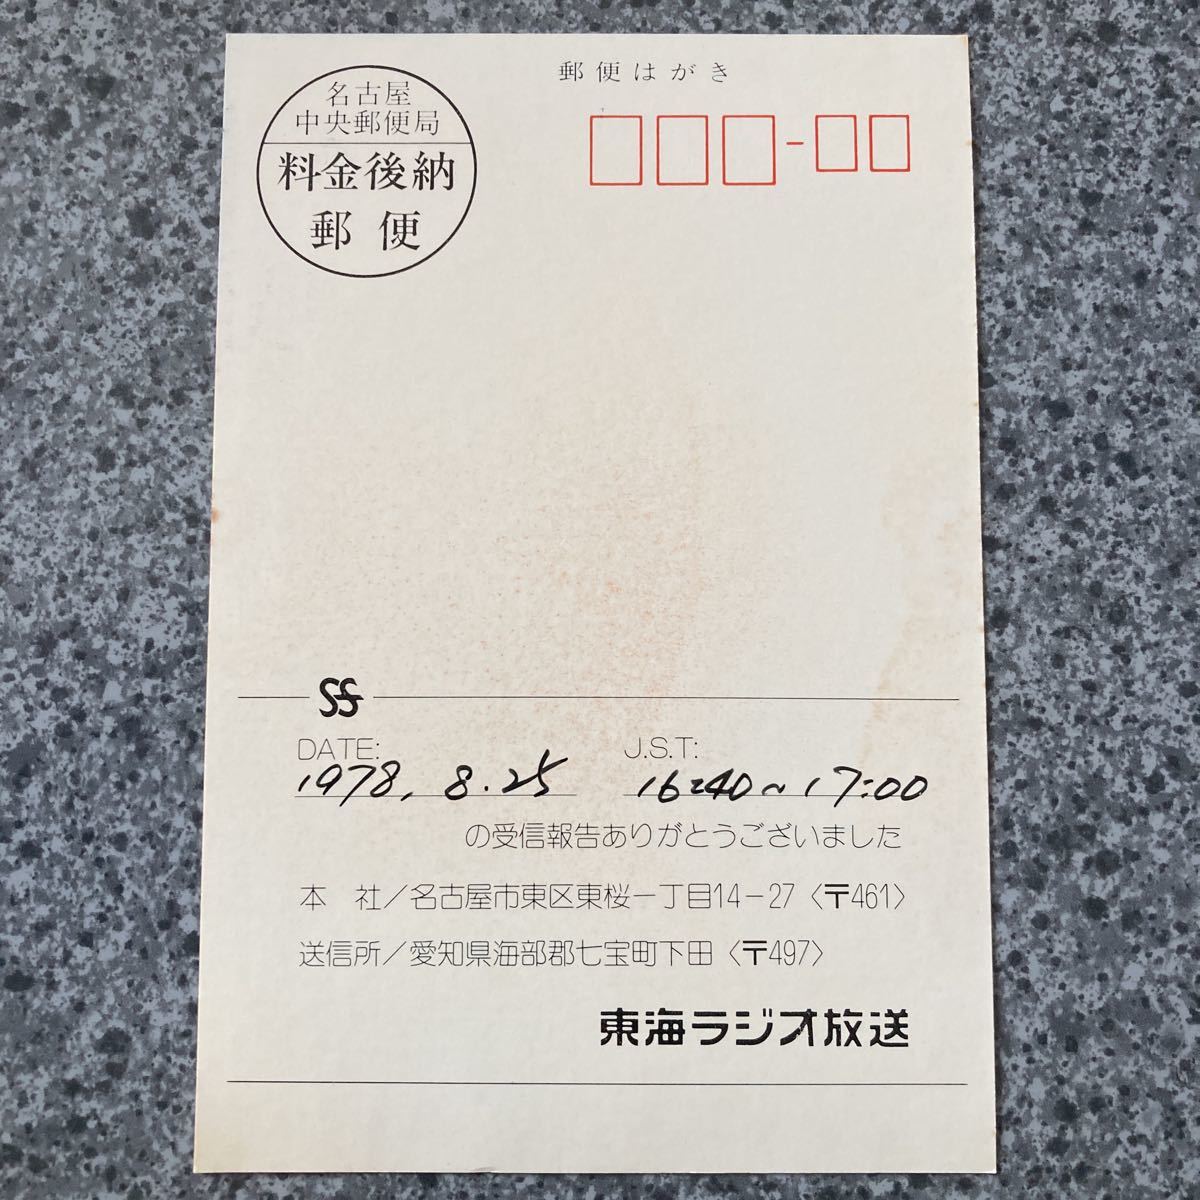 郵便はがき
名古屋
中央郵便局
料金後納
郵便
-
SS
DATE: 1978. 8. 25 J.S.T: 16:40~17:00
の受信報告ありがとうございました
本 社/名古屋市東区東桜一丁目14-27〈〒461〉
送信所/愛知県海部郡七宝町下田〈〒497〉
東海ラジオ放送